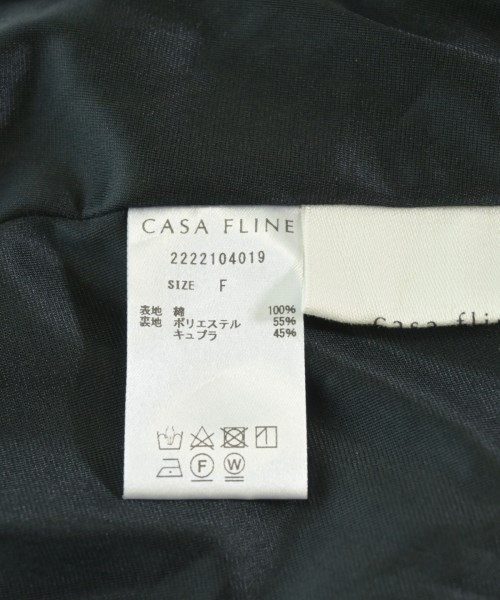 CASA FLINE
2222104019
SIZE F
表地 綿 100%
裏地 ポリエステル 55%
キュプラ 45%
F W
Casa fli